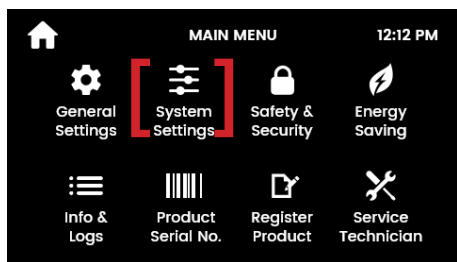 MAIN MENU 12:12 PM
General Settings
System Settings
Safety & Security
Energy Saving
Info & Logs
Product Serial No.
Register Product
Service Technician